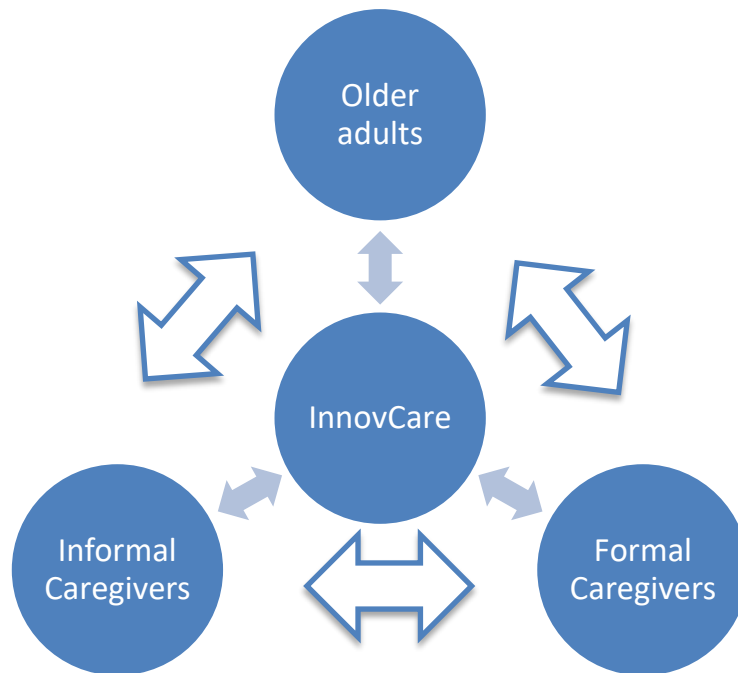 Older
adults
InnovCare
Informal
Caregivers
Formal
Caregivers